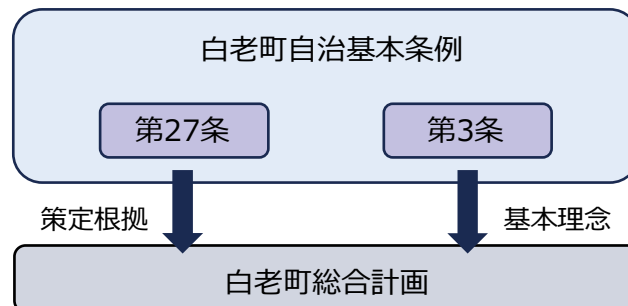 白老町自治基本条例
第27条
第3条
策定根拠
基本理念
白老町総合計画